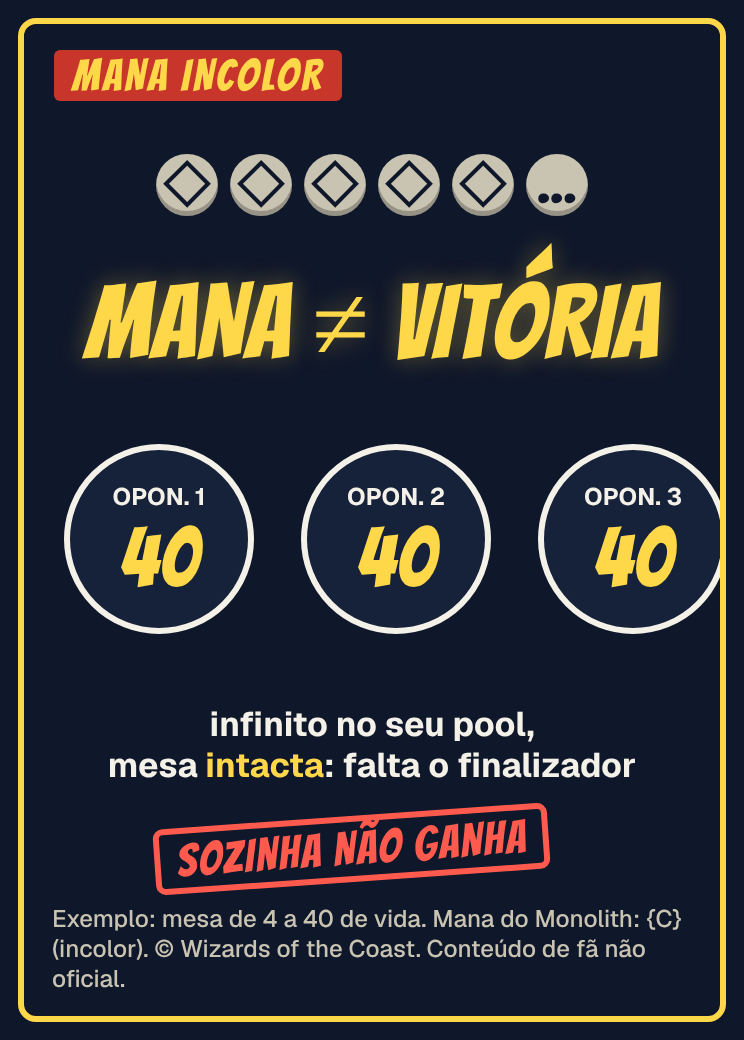 MANA INCOLOR
...
MANA ≠ VITÓRIA
OPON. 1
40
OPON. 2
40
OPON. 3
40
infinito no seu pool,
mesa intacta: falta o finalizador
SOZINHA NÃO GANHA
Exemplo: mesa de 4 a 40 de vida. Mana do Monolith: {C}
(incolor). © Wizards of the Coast. Conteúdo de fã não
oficial.